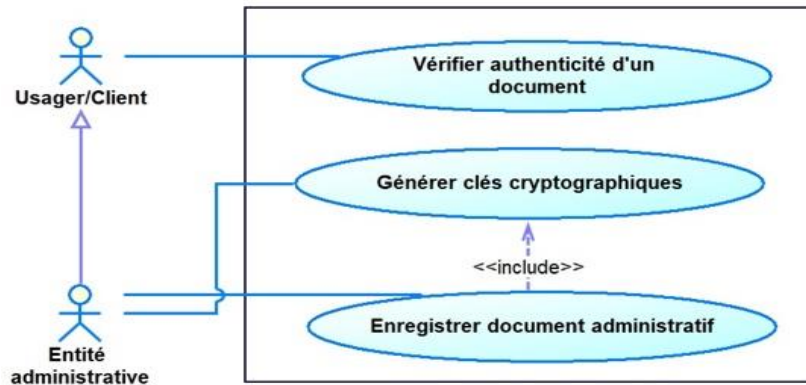 Vérifier authenticité d'un
document
Usager/Client
Générer clés cryptographiques
<<include>>
Enregistrer document administratif
Entité
administrative